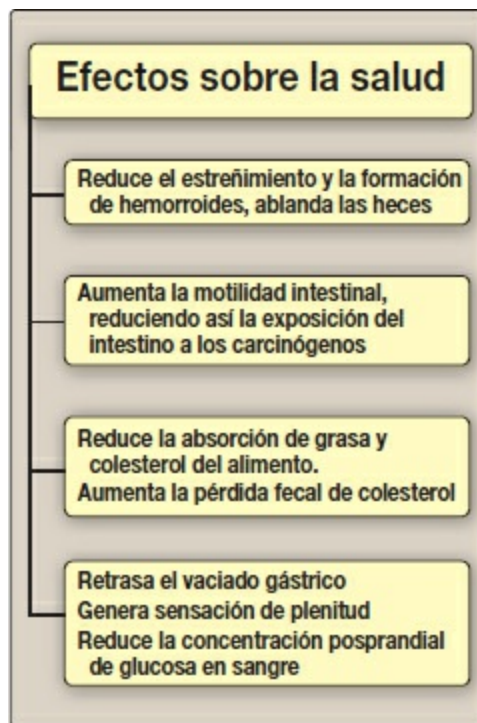 Efectos sobre la salud
Reduce el estreñimiento y la formación
de hemorroides, ablanda las heces
Aumenta la motilidad intestinal,
reduciendo así la exposición del
intestino a los carcinógenos
Reduce la absorción de grasa y
colesterol del alimento.
Aumenta la pérdida fecal de colesterol
Retrasa el vaciado gástrico
Genera sensación de plenitud
Reduce la concentración posprandial
de glucosa en sangre